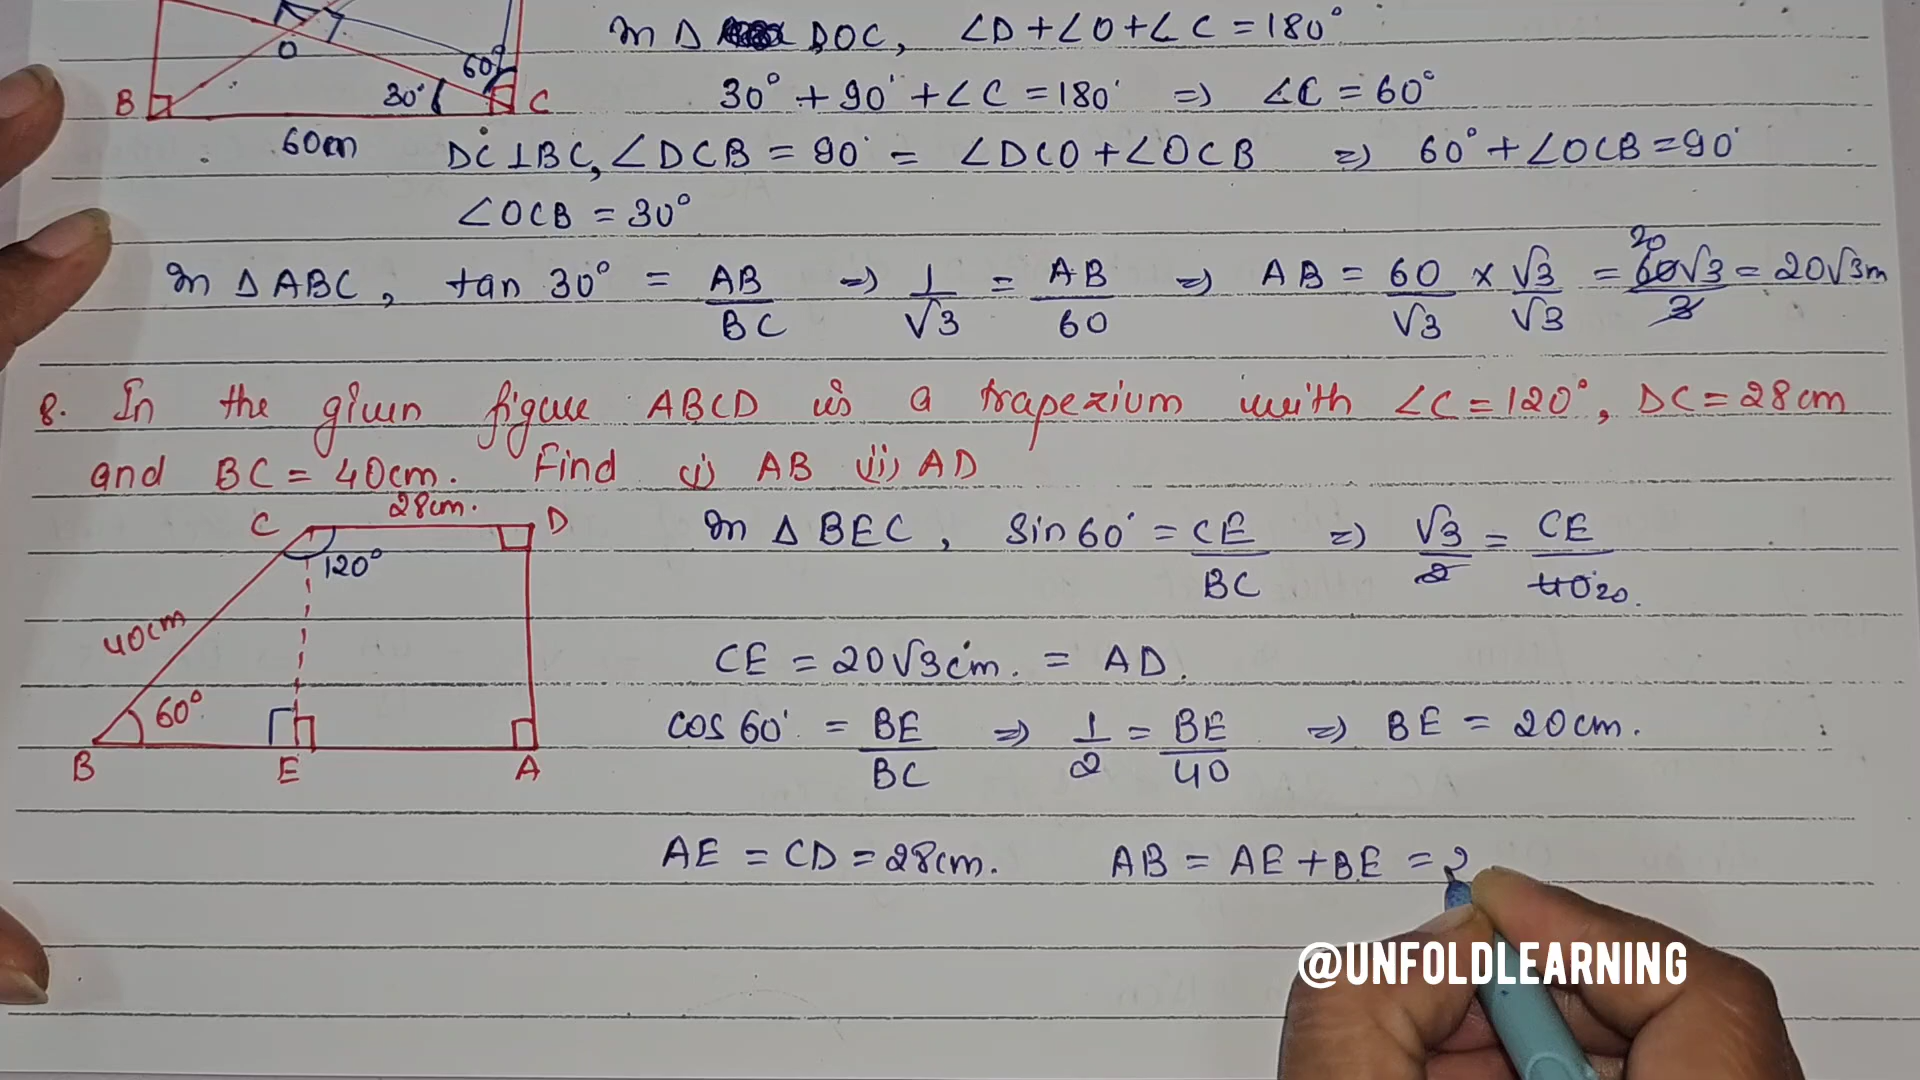 In Δ DOC, ∠D+∠O+∠C = 180°
O
60°
30° + 90° + ∠C = 180° ⇒ ∠C = 60°
B 30° C
60m DC ⊥ BC, ∠DCB = 90° = ∠DCO + ∠OCB ⇒ 60° + ∠OCB = 90°
∠OCB = 30°
In Δ ABC, tan 30° = AB/BC ⇒ 1/√3 = AB/60 ⇒ AB = 60/√3 × √3/√3 = 60√3/3 20 = 20√3m
8. In the given figure ABCD is a trapezium with ∠C = 120°, DC = 28cm
and BC = 40cm. Find (i) AB (ii) AD
28cm.
C D
120°
40cm
60°
B E A
In Δ BEC, Sin 60° = CE/BC ⇒ √3/2 = CE/40 20.
CE = 20√3cm. = AD.
cos 60° = BE/BC ⇒ 1/2 = BE/40 ⇒ BE = 20cm.
AE = CD = 28cm. AB = AE + BE = 2
@UNFOLDLEARNING